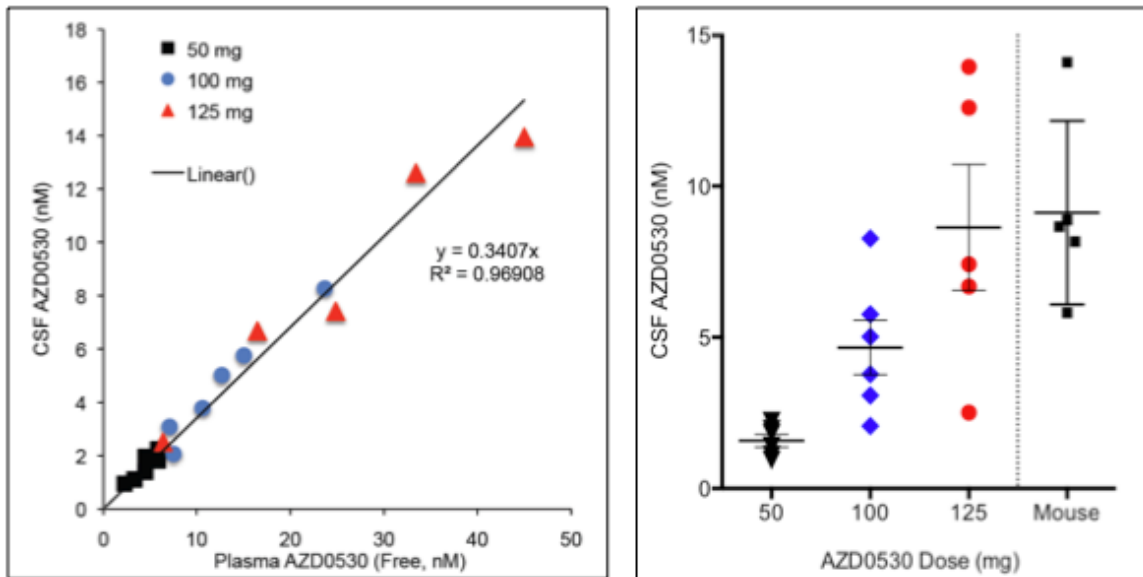 18
16
14
12
10
8
6
4
2
0
CSF AZD0530 (nM)
50 mg
100 mg
125 mg
Linear()
y = 0.3407x
R² = 0.96908
0 10 20 30 40 50
Plasma AZD0530 (Free, nM)
15
10
5
0
CSF AZD0530 (nM)
50 100 125 Mouse
AZD0530 Dose (mg)